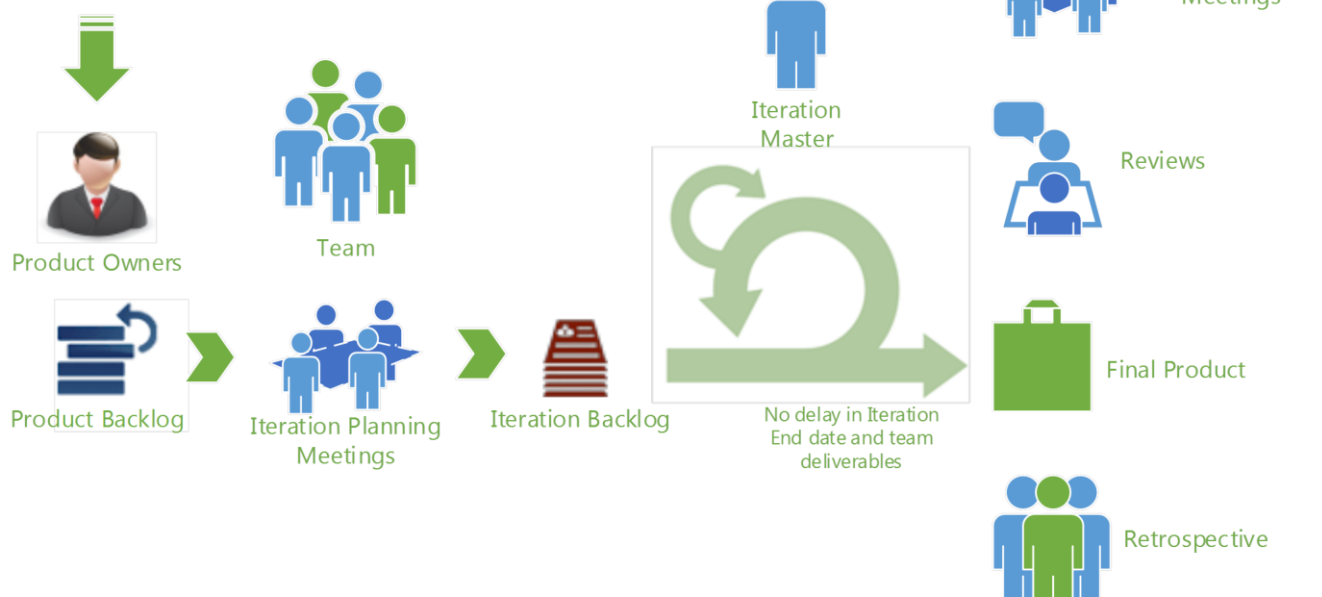 Meetings
Iteration
Master
Reviews
Team
Product Owners
Final Product
Product Backlog
Iteration Planning
Meetings
Iteration Backlog
No delay in Iteration
End date and team
deliverables
Retrospective